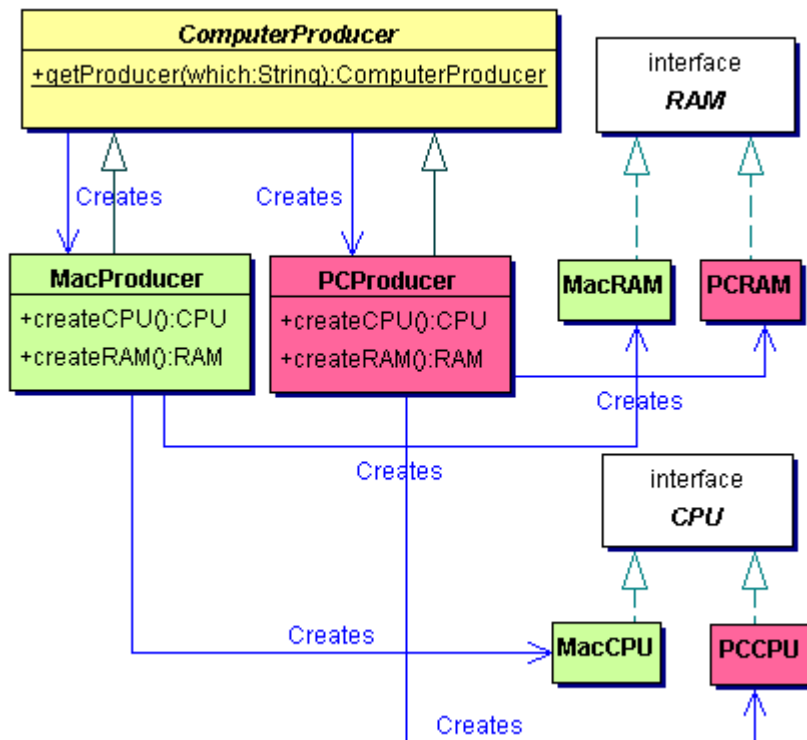 ComputerProducer
+getProducer(which:String):ComputerProducer
interface
RAM
Creates
Creates
MacProducer
+createCPU():CPU
+createRAM():RAM
PCProducer
+createCPU():CPU
+createRAM():RAM
MacRAM
PCRAM
Creates
Creates
interface
CPU
Creates
MacCPU
PCCPU
Creates